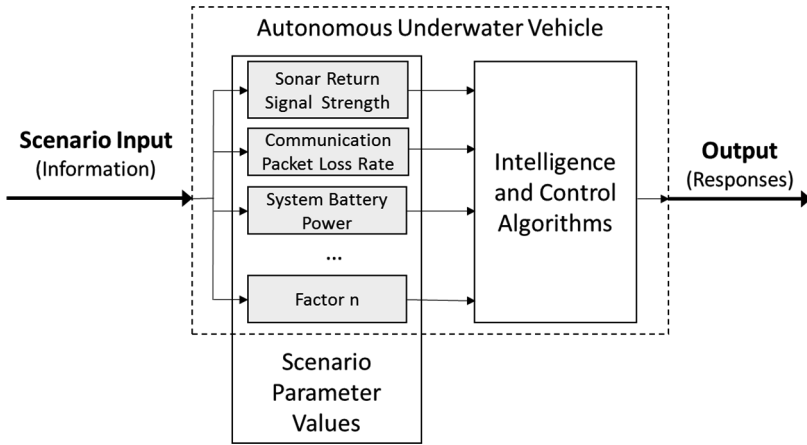 Autonomous Underwater Vehicle
Scenario Input
(Information)
Sonar Return
Signal Strength
Communication
Packet Loss Rate
System Battery
Power
...
Factor n
Scenario
Parameter
Values
Intelligence
and Control
Algorithms
Output
(Responses)